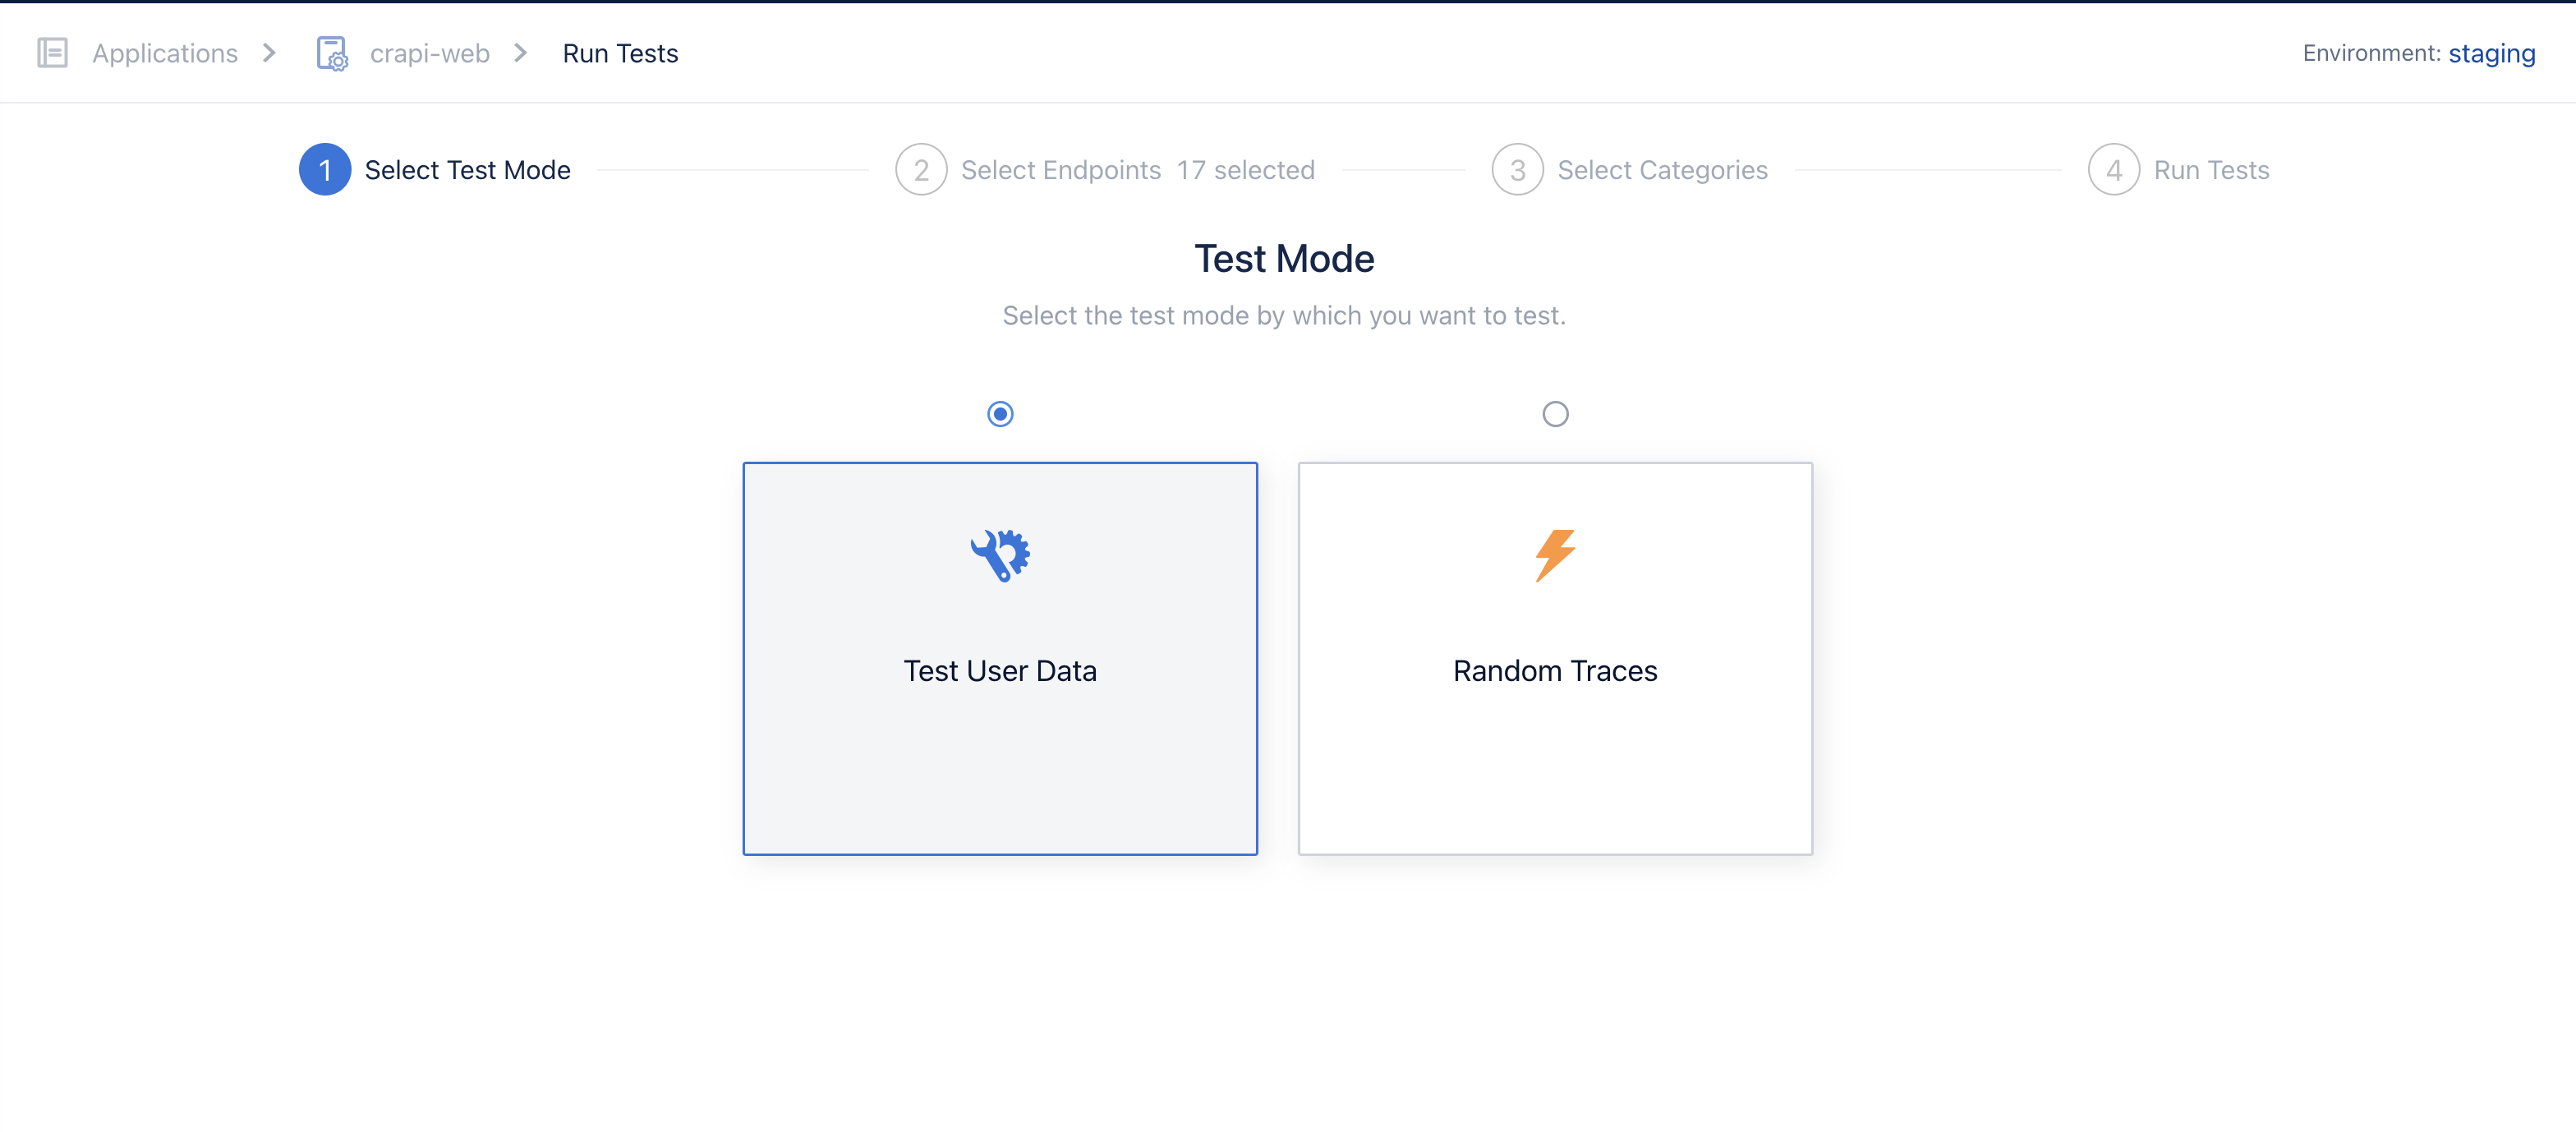 Applications > crapi-web > Run Tests Environment: staging
1 Select Test Mode 2 Select Endpoints 17 selected 3 Select Categories 4 Run Tests
Test Mode
Select the test mode by which you want to test.
Test User Data Random Traces